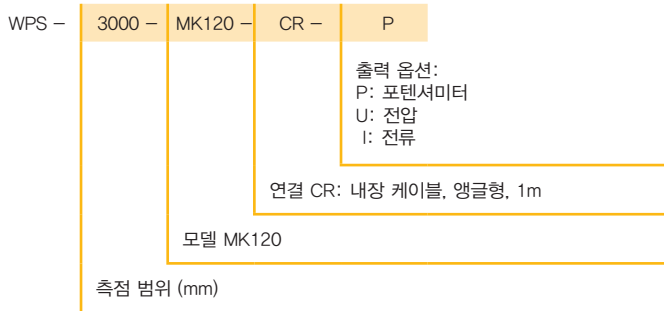 WPS – 3000 – MK120 – CR – P
출력 옵션:
P: 포텐셔미터
U: 전압
I: 전류
연결 CR: 내장 케이블, 앵글형, 1m
모델 MK120
측점 범위 (mm)